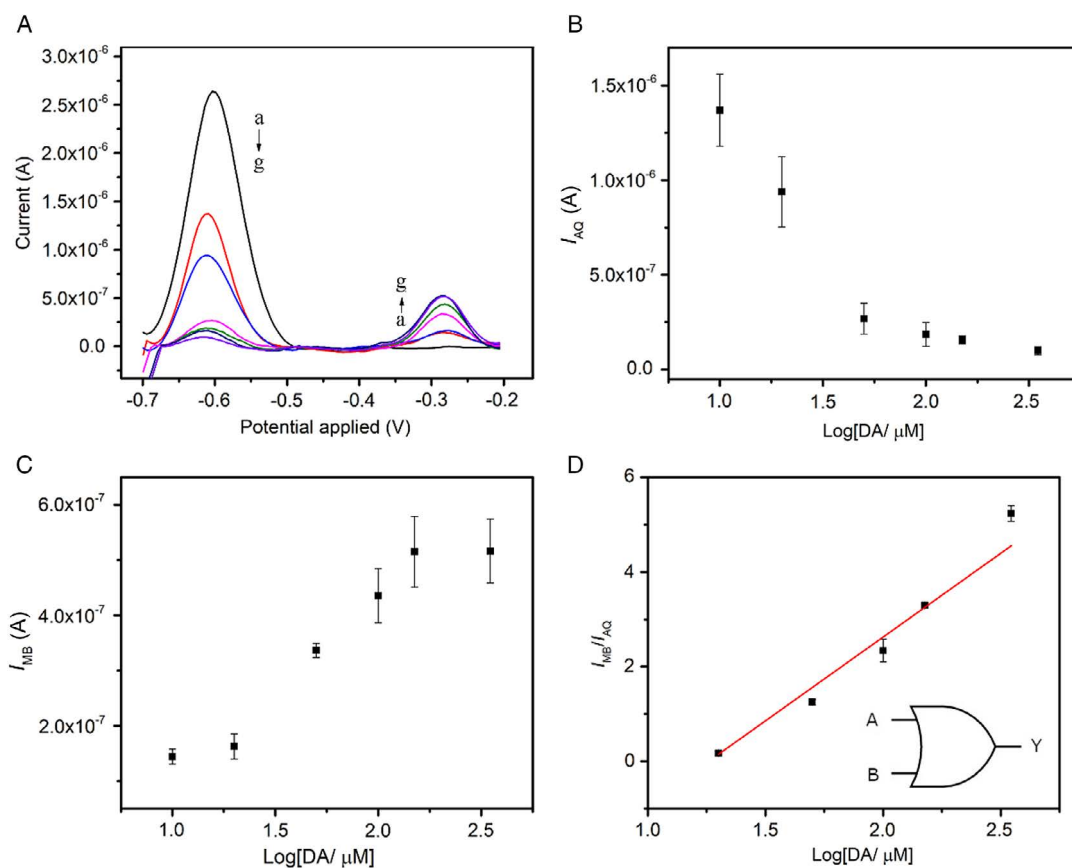 A
3.0x10⁻⁶
2.5x10⁻⁶
2.0x10⁻⁶
1.5x10⁻⁶
1.0x10⁻⁶
5.0x10⁻⁷
0.0
Current (A)
a
g
g
a
-0.7 -0.6 -0.5 -0.4 -0.3 -0.2
Potential applied (V)
B
1.5x10⁻⁶
1.0x10⁻⁶
5.0x10⁻⁷
0.0
I_AQ (A)
1.0 1.5 2.0 2.5
Log[DA/ μM]
C
6.0x10⁻⁷
4.0x10⁻⁷
2.0x10⁻⁷
I_MB (A)
1.0 1.5 2.0 2.5
Log[DA/ μM]
D
6
4
2
0
I_MB/I_AQ
A
B
Y
1.0 1.5 2.0 2.5
Log[DA/ μM]